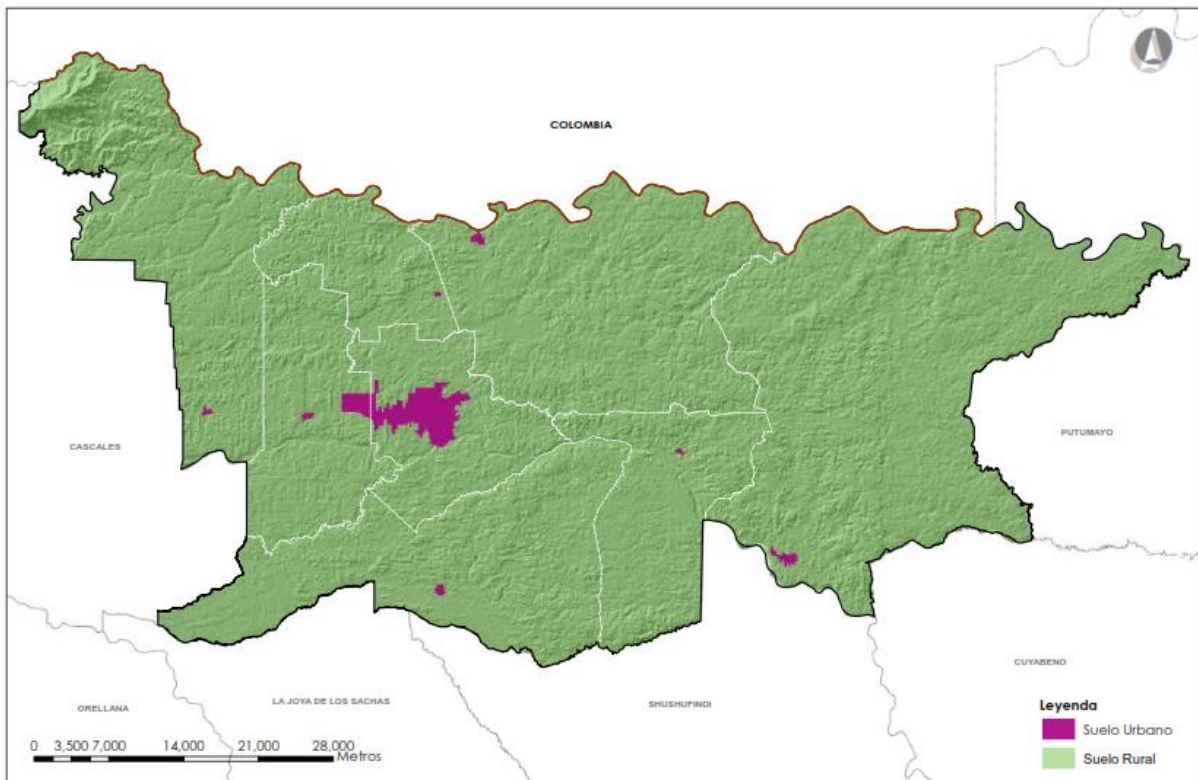 COLOMBIA
CASCALES
PUTUMAYO
CUYABENO
ORELLANA
LA JOYA DE LOS SACHAS
SHUSHUFINDI
Leyenda
Suelo Urbano
Suelo Rural
0 3,500 7,000 14,000 21,000 28,000
Metros